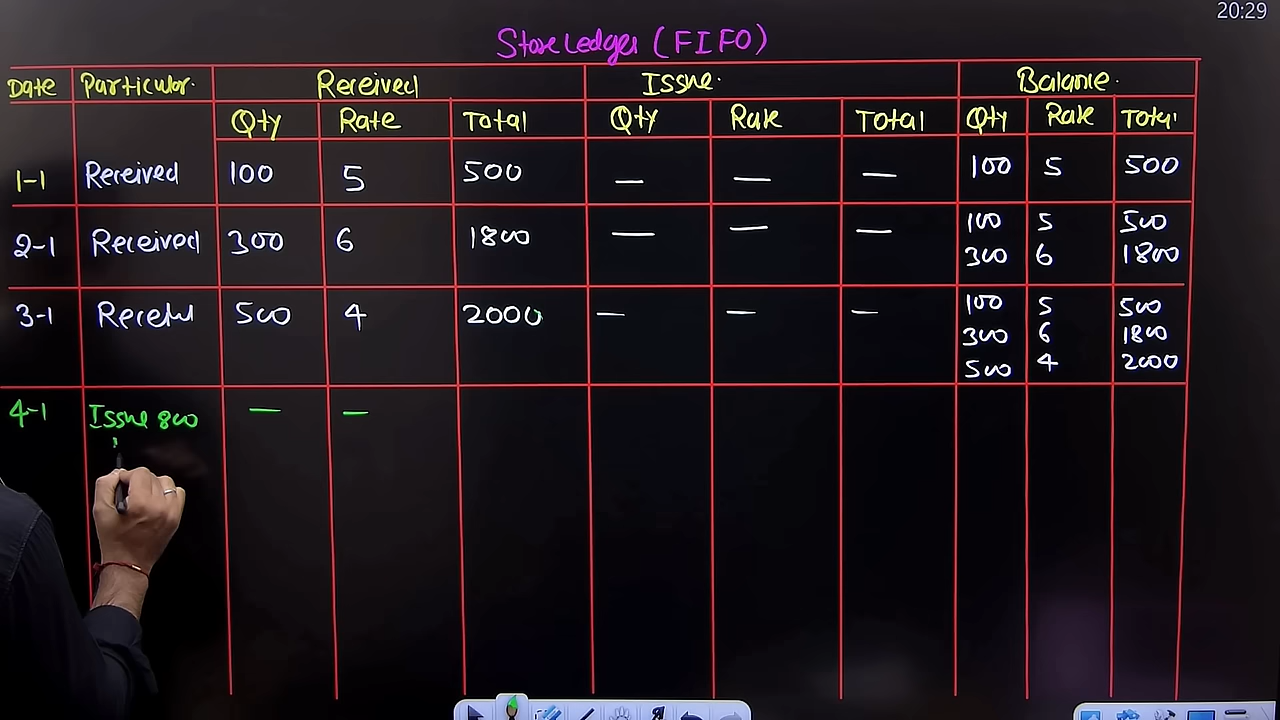 20:29
Store Ledger (FIFO)
Date Particular. Received Issue. Balance.
Qty Rate Total Qty Rate Total Qty Rate Total
1-1 Received 100 5 500 — — — 100 5 500
2-1 Received 300 6 1800 — — — 100 5 500
300 6 1800
3-1 500 4 2000 — — — 100 5 500
300 6 1800
500 4 2000
4-1 Issue 800 — —